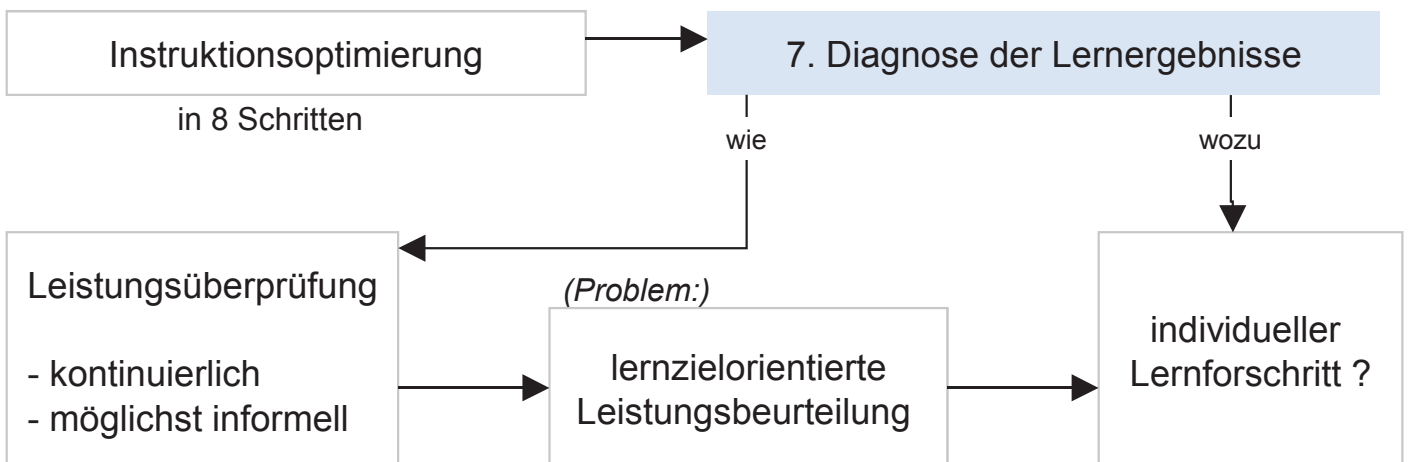 Instruktionsoptimierung
7. Diagnose der Lernergebnisse
in 8 Schritten
wie
wozu
Leistungsüberprüfung
- kontinuierlich
- möglichst informell
(Problem:)
lernzielorientierte
Leistungsbeurteilung
individueller
Lernforschritt ?